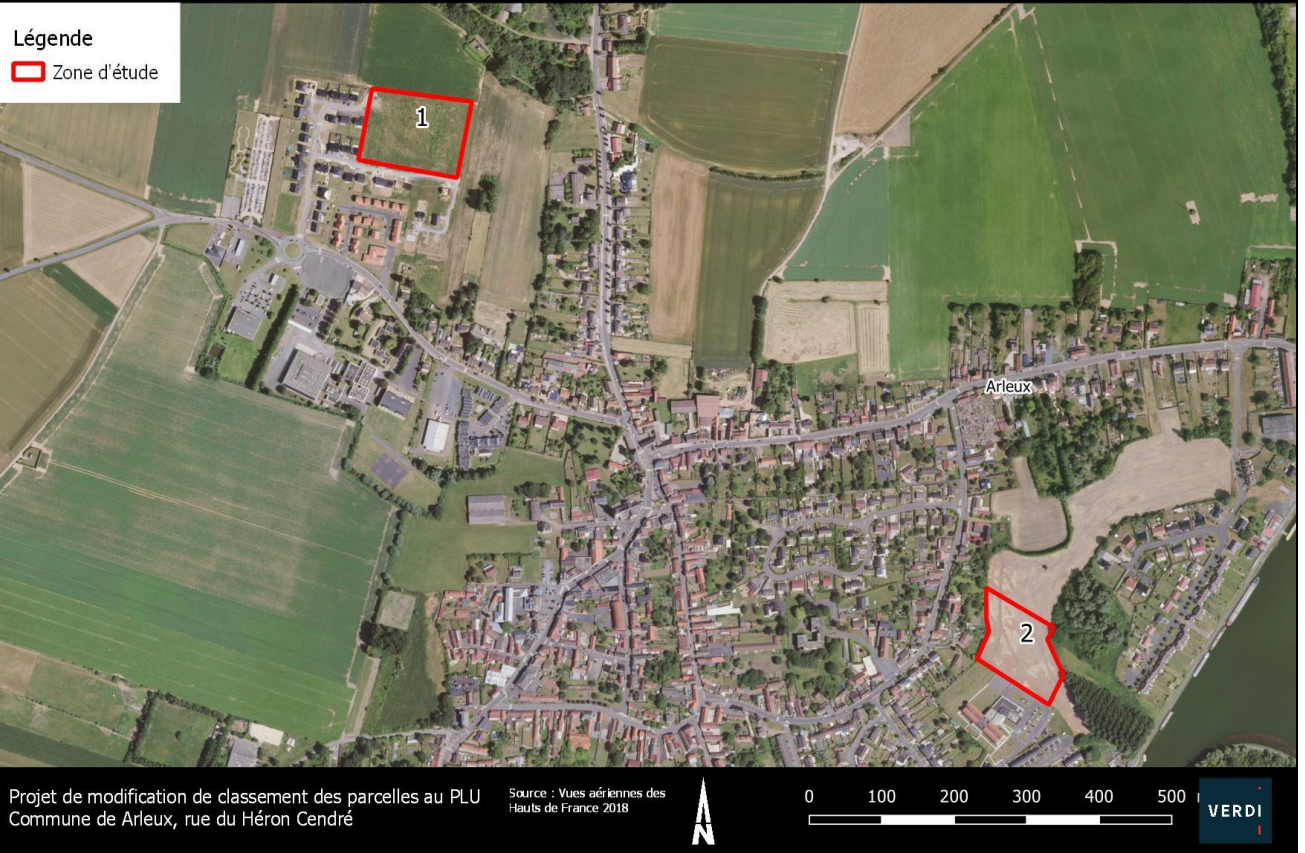 Légende
Zone d'étude
1
Arleux
2
Projet de modification de classement des parcelles au PLU
Commune de Arleux, rue du Héron Cendré
Source : Vues aériennes des
Hauts de France 2018
N
0 100 200 300 400 500
VERDI